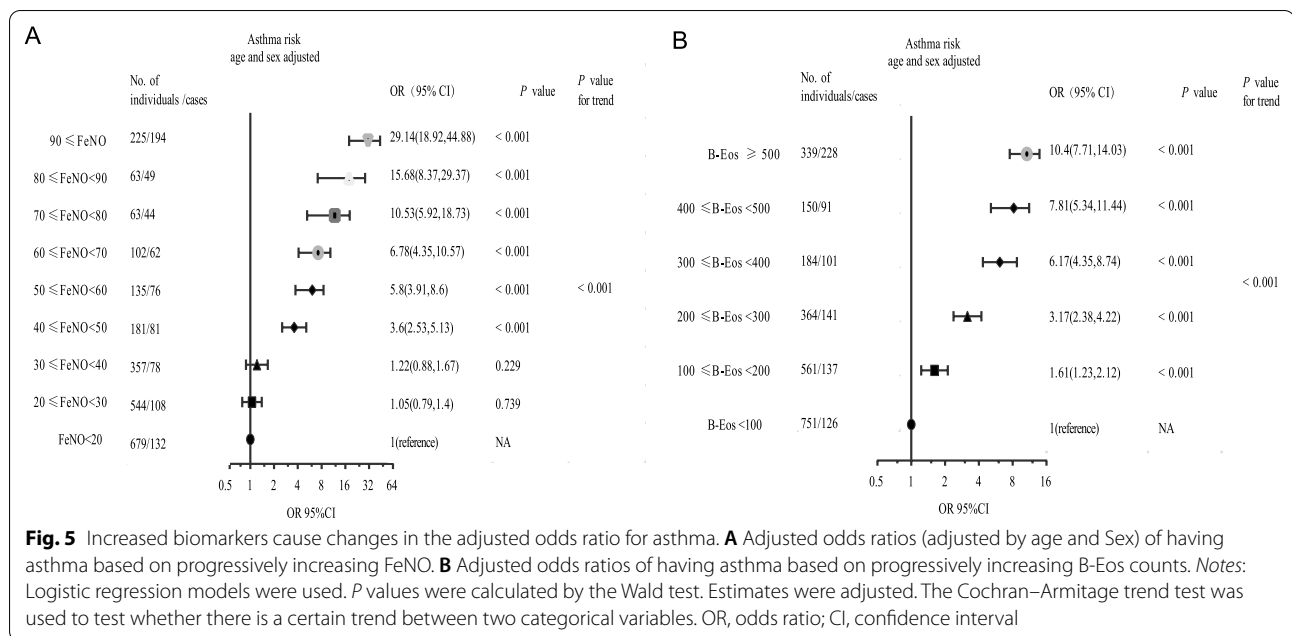 A
Asthma risk
age and sex adjusted
No. of
individuals /cases
OR (95% CI)
P value
P value
for trend
90 ≤FeNO 225/194 29.14(18.92,44.88) < 0.001
80 ≤FeNO<90 63/49 15.68(8.37,29.37) < 0.001
70 ≤FeNO<80 63/44 10.53(5.92,18.73) < 0.001
60 ≤FeNO<70 102/62 6.78(4.35,10.57) < 0.001
50 ≤FeNO<60 135/76 5.8(3.91,8.6) < 0.001 < 0.001
40 ≤FeNO<50 181/81 3.6(2.53,5.13) < 0.001
30 ≤FeNO<40 357/78 1.22(0.88,1.67) 0.229
20 ≤FeNO<30 544/108 1.05(0.79,1.4) 0.739
FeNO<20 679/132 1(reference) NA
0.5 1 2 4 8 16 32 64
OR 95%CI
B
Asthma risk
age and sex adjusted
No. of
individuals/cases
OR (95% CI)
P value
P value
for trend
B-Eos ≥ 500 339/228 10.4(7.71,14.03) < 0.001
400 ≤B-Eos<500 150/91 7.81(5.34,11.44) < 0.001
300 ≤B-Eos <400 184/101 6.17(4.35,8.74) < 0.001
< 0.001
200 ≤B-Eos<300 364/141 3.17(2.38,4.22) < 0.001
100 ≤B-Eos<200 561/137 1.61(1.23,2.12) < 0.001
B-Eos <100 751/126 1(reference) NA
0.5 1 2 4 8 16
OR 95%CI
Fig. 5 Increased biomarkers cause changes in the adjusted odds ratio for asthma. A Adjusted odds ratios (adjusted by age and Sex) of having
asthma based on progressively increasing FeNO. B Adjusted odds ratios of having asthma based on progressively increasing B-Eos counts. Notes:
Logistic regression models were used. P values were calculated by the Wald test. Estimates were adjusted. The Cochran–Armitage trend test was
used to test whether there is a certain trend between two categorical variables. OR, odds ratio; CI, confidence interval